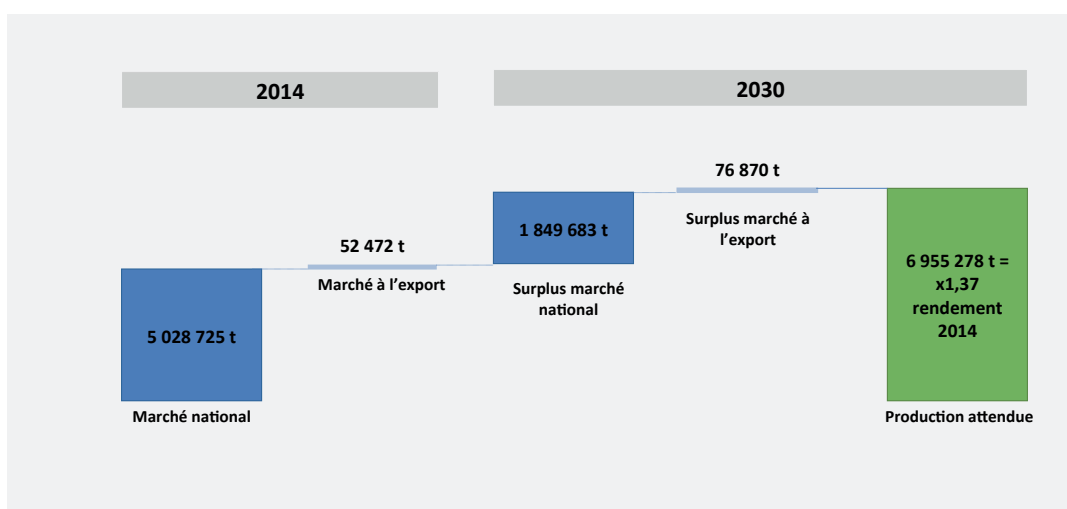 2014
2030
76 870 t
Surplus marché à
l’export
52 472 t
Marché à l’export
1 849 683 t
Surplus marché
national
6 955 278 t =
x1,37
rendement
2014
5 028 725 t
Marché national
Production attendue